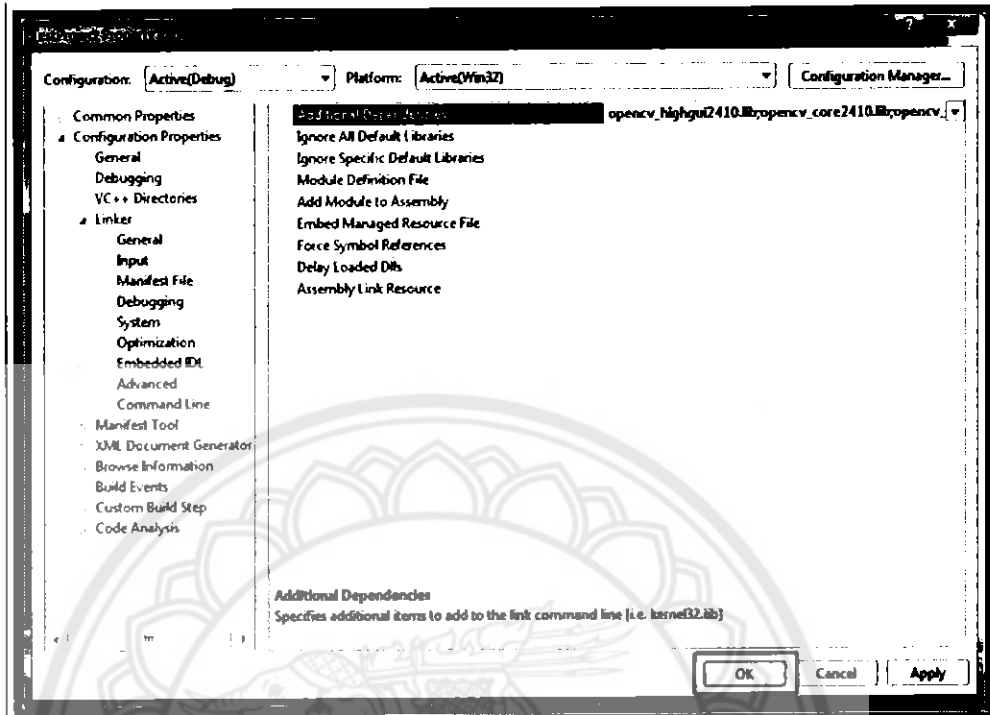 ? x
Configuration: Active(Debug) Platform: Active(Win32) Configuration Manager...
Common Properties
Configuration Properties
General
Debugging
VC++ Directories
Linker
General
Input
Manifest File
Debugging
System
Optimization
Embedded IDL
Advanced
Command Line
Manifest Tool
XML Document Generator
Browse Information
Build Events
Custom Build Step
Code Analysis
Additional Dependencies opencv_highgui2410.lib;opencv_core2410.lib;opencv_
Ignore All Default Libraries
Ignore Specific Default Libraries
Module Definition File
Add Module to Assembly
Embed Managed Resource File
Force Symbol References
Delay Loaded Dlls
Assembly Link Resource
Additional Dependencies
Specifies additional items to add to the link command line [i.e. kernel32.lib]
OK Cancel Apply